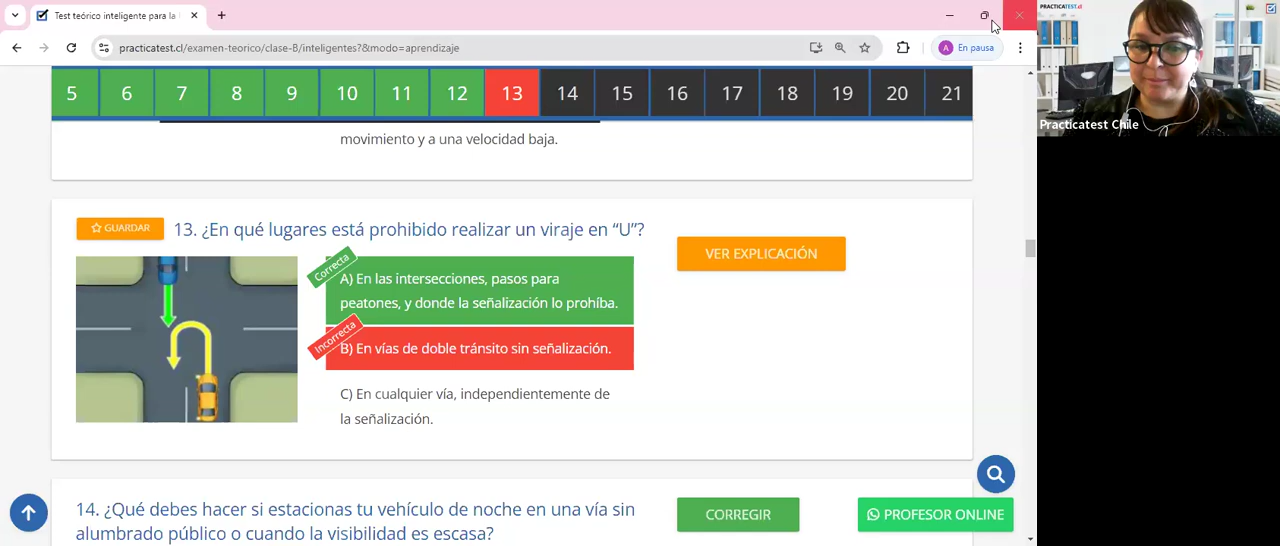 Test teórico inteligente para la
practicatest.cl/examen-teorico/clase-B/inteligentes?&modo=aprendizaje
A
En pausa
PRACTICATEST.cl
5 6 7 8 9 10 11 12 13 14 15 16 17 18 19 20 21
Practicatest Chile
movimiento y a una velocidad baja.
GUARDAR
13. ¿En qué lugares está prohibido realizar un viraje en “U”?
VER EXPLICACIÓN
Correcta
A) En las intersecciones, pasos para
peatones, y donde la señalización lo prohíba.
Incorrecta
B) En vías de doble tránsito sin señalización.
C) En cualquier vía, independientemente de
la señalización.
14. ¿Qué debes hacer si estacionas tu vehículo de noche en una vía sin
alumbrado público o cuando la visibilidad es escasa?
CORREGIR
PROFESOR ONLINE